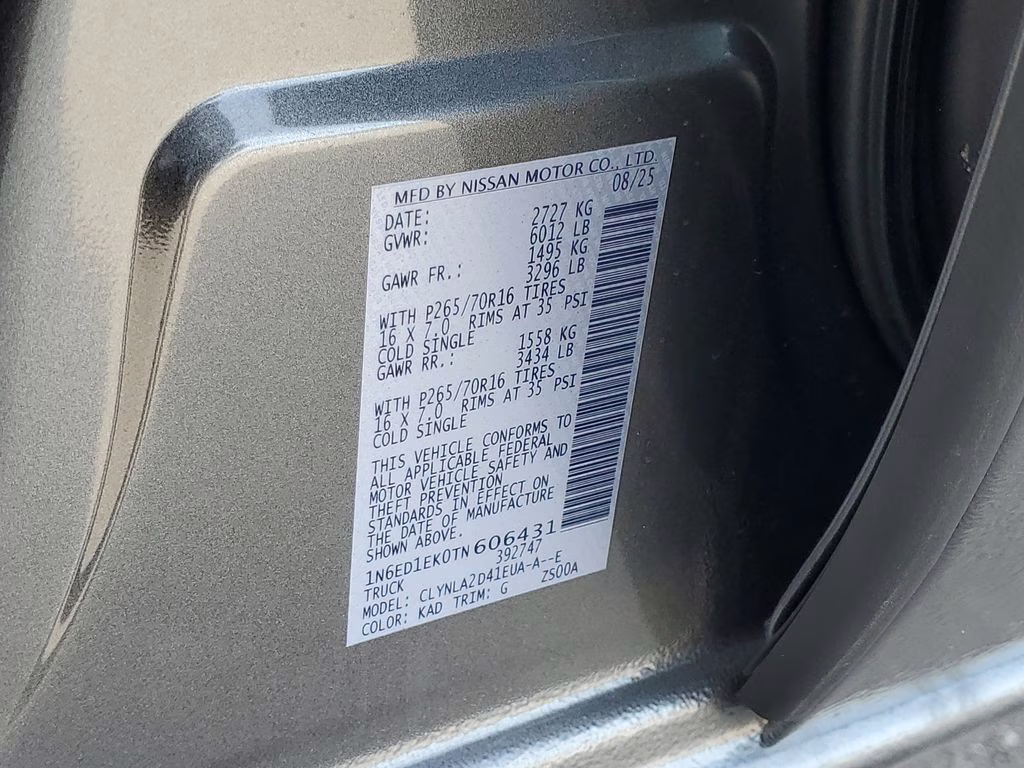 MFD BY NISSAN MOTOR CO., LTD.
DATE: 08/25
GVWR: 2727 KG
6012 LB
GAWR FR.: 1495 KG
3296 LB
WITH P265/70R16 TIRES
16 X 7.0 RIMS AT 35 PSI
COLD SINGLE
GAWR RR.: 1558 KG
3434 LB
WITH P265/70R16 TIRES
16 X 7.0 RIMS AT 35 PSI
COLD SINGLE
THIS VEHICLE CONFORMS TO
ALL APPLICABLE FEDERAL
MOTOR VEHICLE SAFETY AND
THEFT PREVENTION
STANDARDS IN EFFECT ON
THE DATE OF MANUFACTURE
SHOWN ABOVE.
1N6ED1EK0TN606431
TRUCK 392747
MODEL: CLYNLA2D41EUA-A--E
COLOR: KAD TRIM: G ZS00A